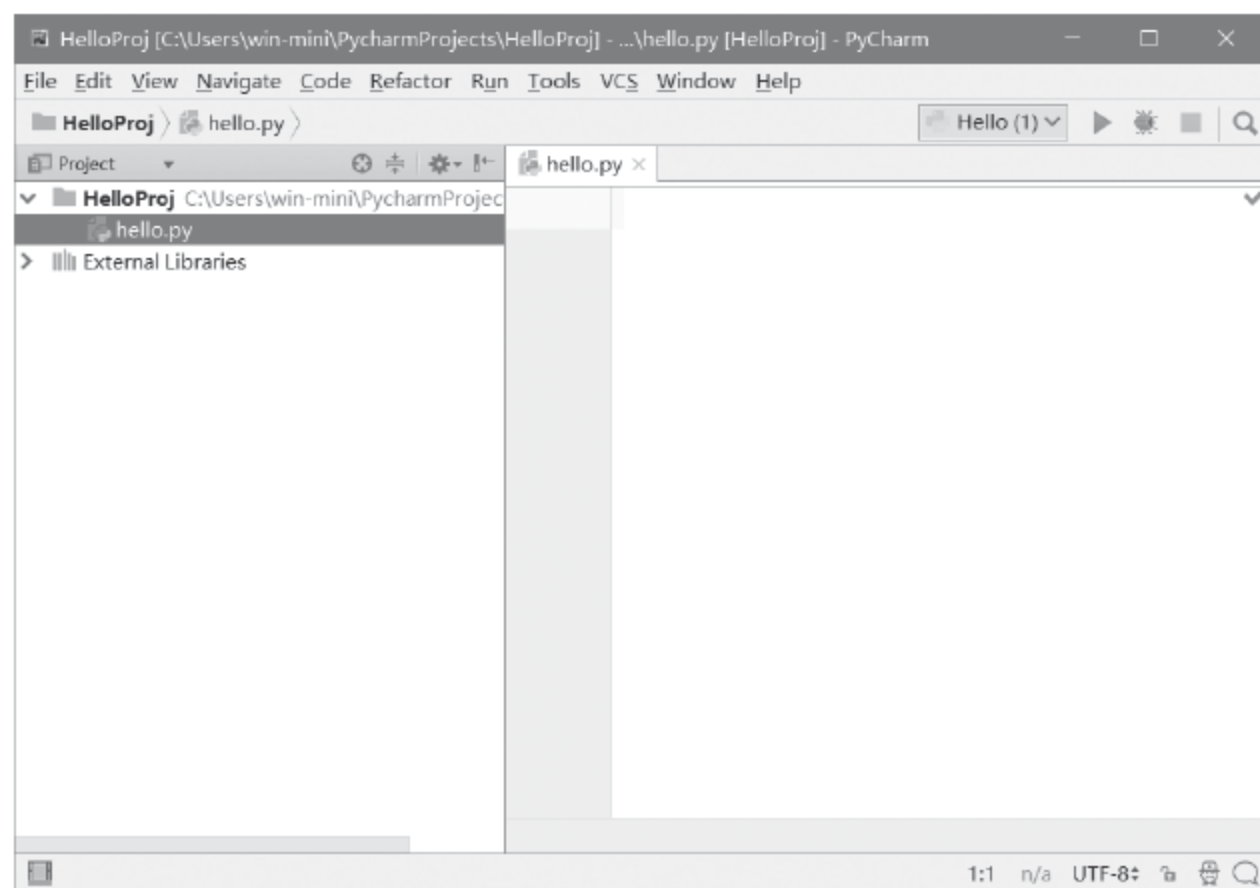 HelloProj [C:\Users\win-mini\PycharmProjects\HelloProj] - ...\hello.py [HelloProj] - PyCharm
File Edit View Navigate Code Refactor Run Tools VCS Window Help
HelloProj hello.py Hello (1)
Project hello.py
HelloProj C:\Users\win-mini\PycharmProjec
hello.py
External Libraries
1:1 n/a UTF-8